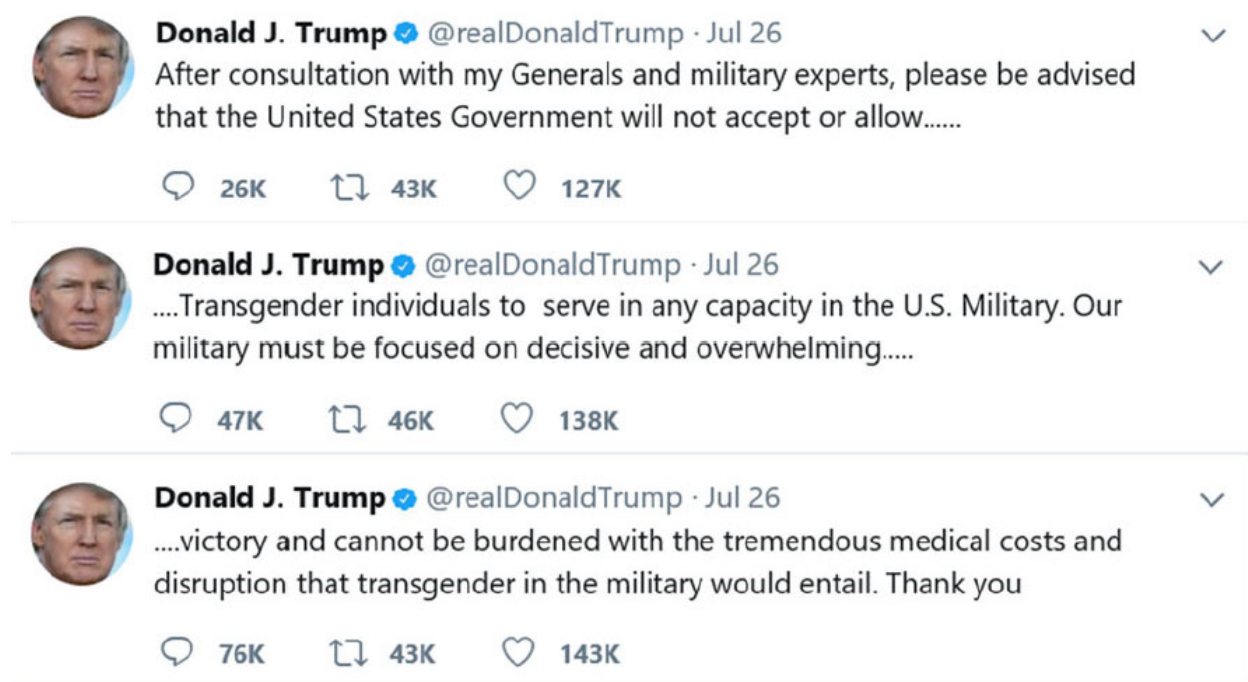 Donald J. Trump @realDonaldTrump · Jul 26
After consultation with my Generals and military experts, please be advised
that the United States Government will not accept or allow......
26K 43K 127K
Donald J. Trump @realDonaldTrump · Jul 26
....Transgender individuals to  serve in any capacity in the U.S. Military. Our
military must be focused on decisive and overwhelming.....
47K 46K 138K
Donald J. Trump @realDonaldTrump · Jul 26
....victory and cannot be burdened with the tremendous medical costs and
disruption that transgender in the military would entail. Thank you
76K 43K 143K